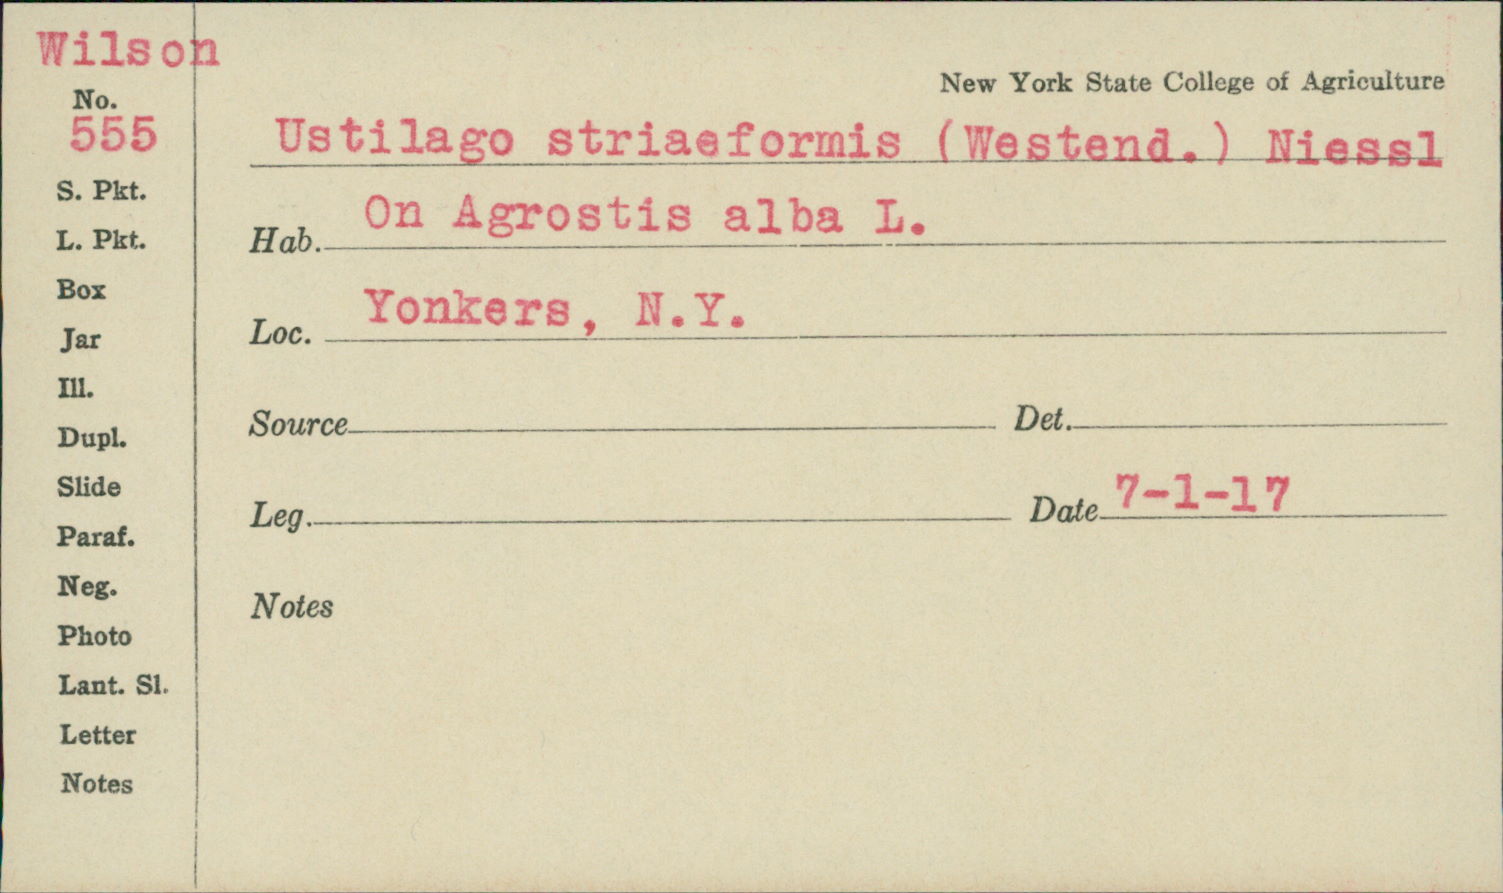 Wilson
New York State College of Agriculture
No.
555
Ustilago striaeformis (Westend.) Niessl
S. Pkt.
Hab. On Agrostis alba L.
L. Pkt.
Box
Loc. Yonkers, N.Y.
Jar
Ill.
Source Det.
Dupl.
Slide
Leg. Date 7-1-17
Paraf.
Neg.
Notes
Photo
Lant. Sl.
Letter
Notes